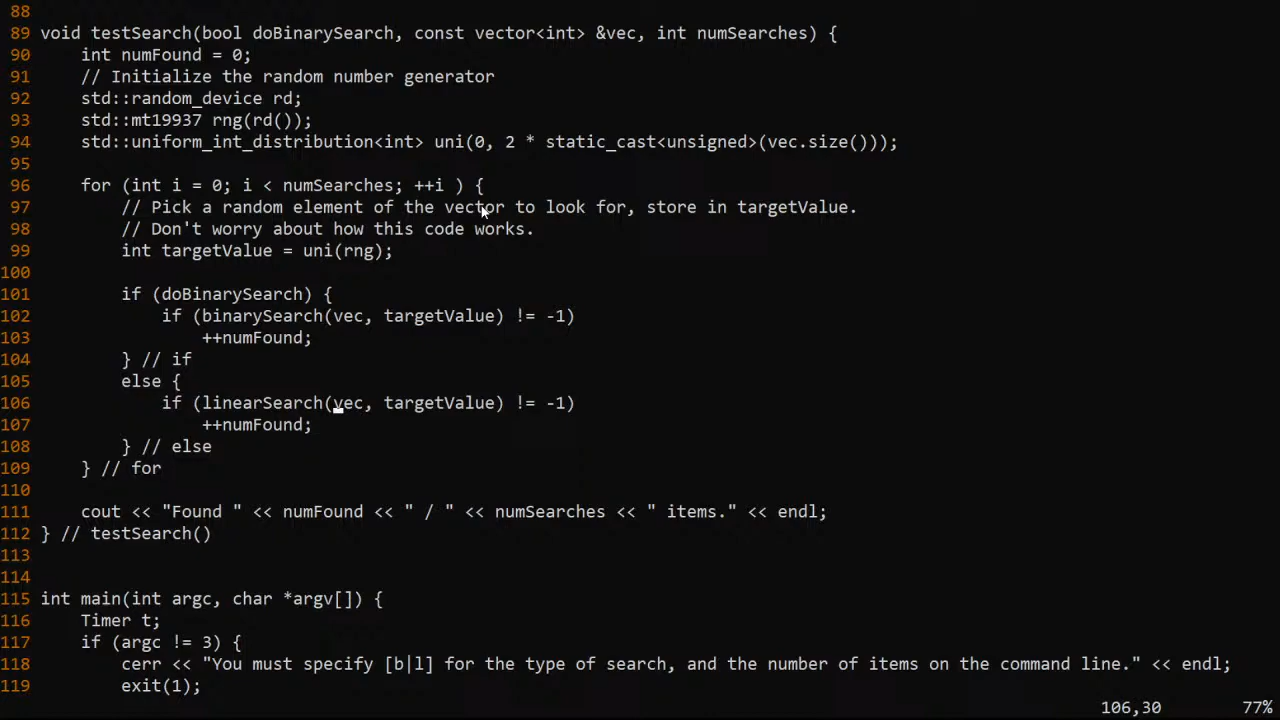 88
89 void testSearch(bool doBinarySearch, const vector<int> &vec, int numSearches) {
90     int numFound = 0;
91     // Initialize the random number generator
92     std::random_device rd;
93     std::mt19937 rng(rd());
94     std::uniform_int_distribution<int> uni(0, 2 * static_cast<unsigned>(vec.size()));
95
96     for (int i = 0; i < numSearches; ++i ) {
97         // Pick a random element of the vector to look for, store in targetValue.
98         // Don't worry about how this code works.
99         int targetValue = uni(rng);
100
101         if (doBinarySearch) {
102             if (binarySearch(vec, targetValue) != -1)
103                 ++numFound;
104         } // if
105         else {
106             if (linearSearch(vec, targetValue) != -1)
107                 ++numFound;
108         } // else
109     } // for
110
111     cout << "Found " << numFound << " / " << numSearches << " items." << endl;
112 } // testSearch()
113
114
115 int main(int argc, char *argv[]) {
116     Timer t;
117     if (argc != 3) {
118         cerr << "You must specify [b|l] for the type of search, and the number of items on the command line." << endl;
119         exit(1);
106,30 77%